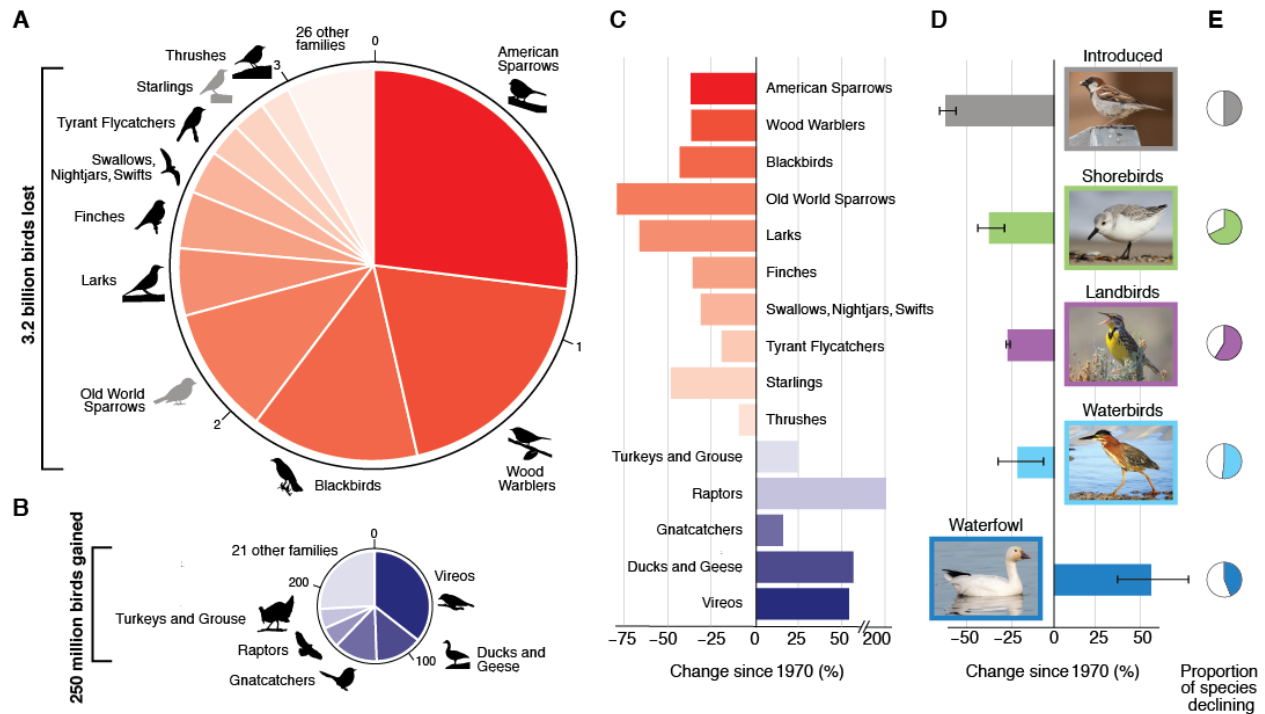 A
3.2 billion birds lost
26 other
families
0
American
Sparrows
Thrushes
3
Starlings
Tyrant Flycatchers
Swallows,
Nightjars, Swifts
Finches
Larks
1
Old World
Sparrows
2
Blackbirds
Wood
Warblers
B
250 million birds gained
0
21 other families
200
Vireos
Turkeys and Grouse
Raptors
100
Ducks and
Geese
Gnatcatchers
C
American Sparrows
Wood Warblers
Blackbirds
Old World Sparrows
Larks
Finches
Swallows, Nightjars, Swifts
Tyrant Flycatchers
Starlings
Thrushes
Turkeys and Grouse
Raptors
Gnatcatchers
Ducks and Geese
Vireos
−75 −50 −25 0 25 50 200
Change since 1970 (%)
D
Introduced
Shorebirds
Landbirds
Waterbirds
Waterfowl
−50 −25 0 25 50
Change since 1970 (%)
E
Proportion
of species
declining